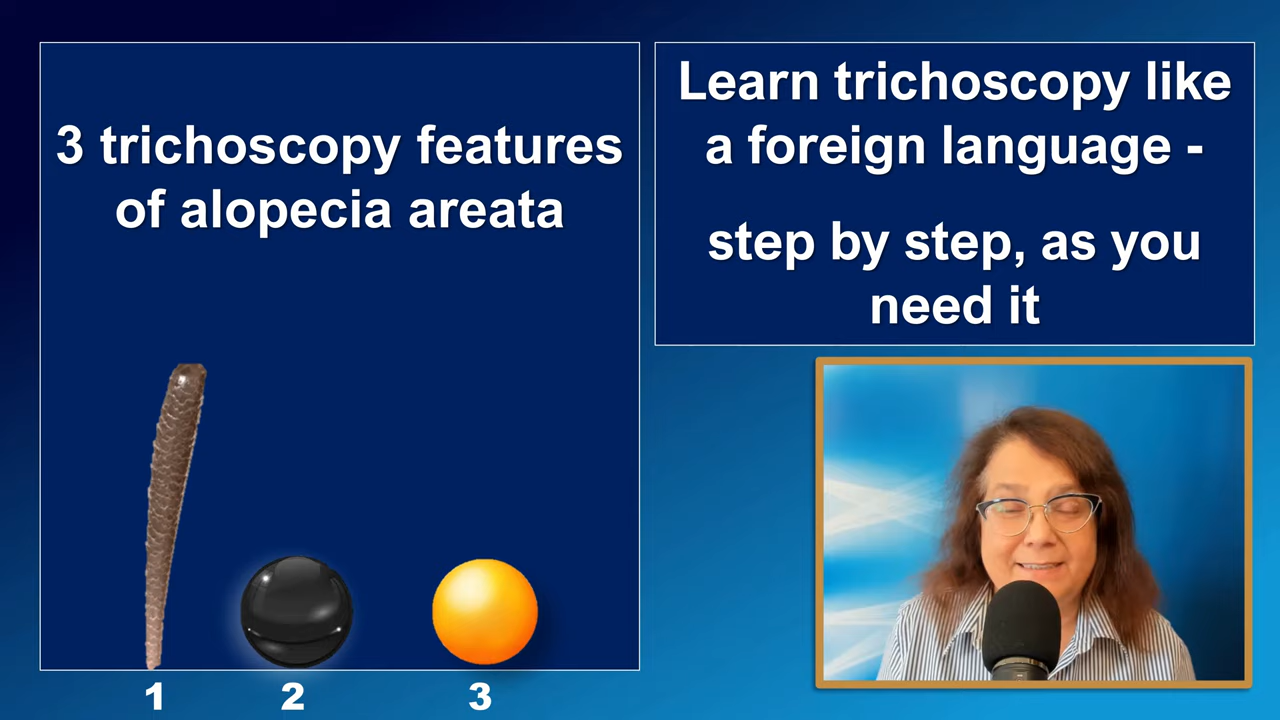 3 trichoscopy features
of alopecia areata
1
2
3
Learn trichoscopy like
a foreign language -
step by step, as you
need it